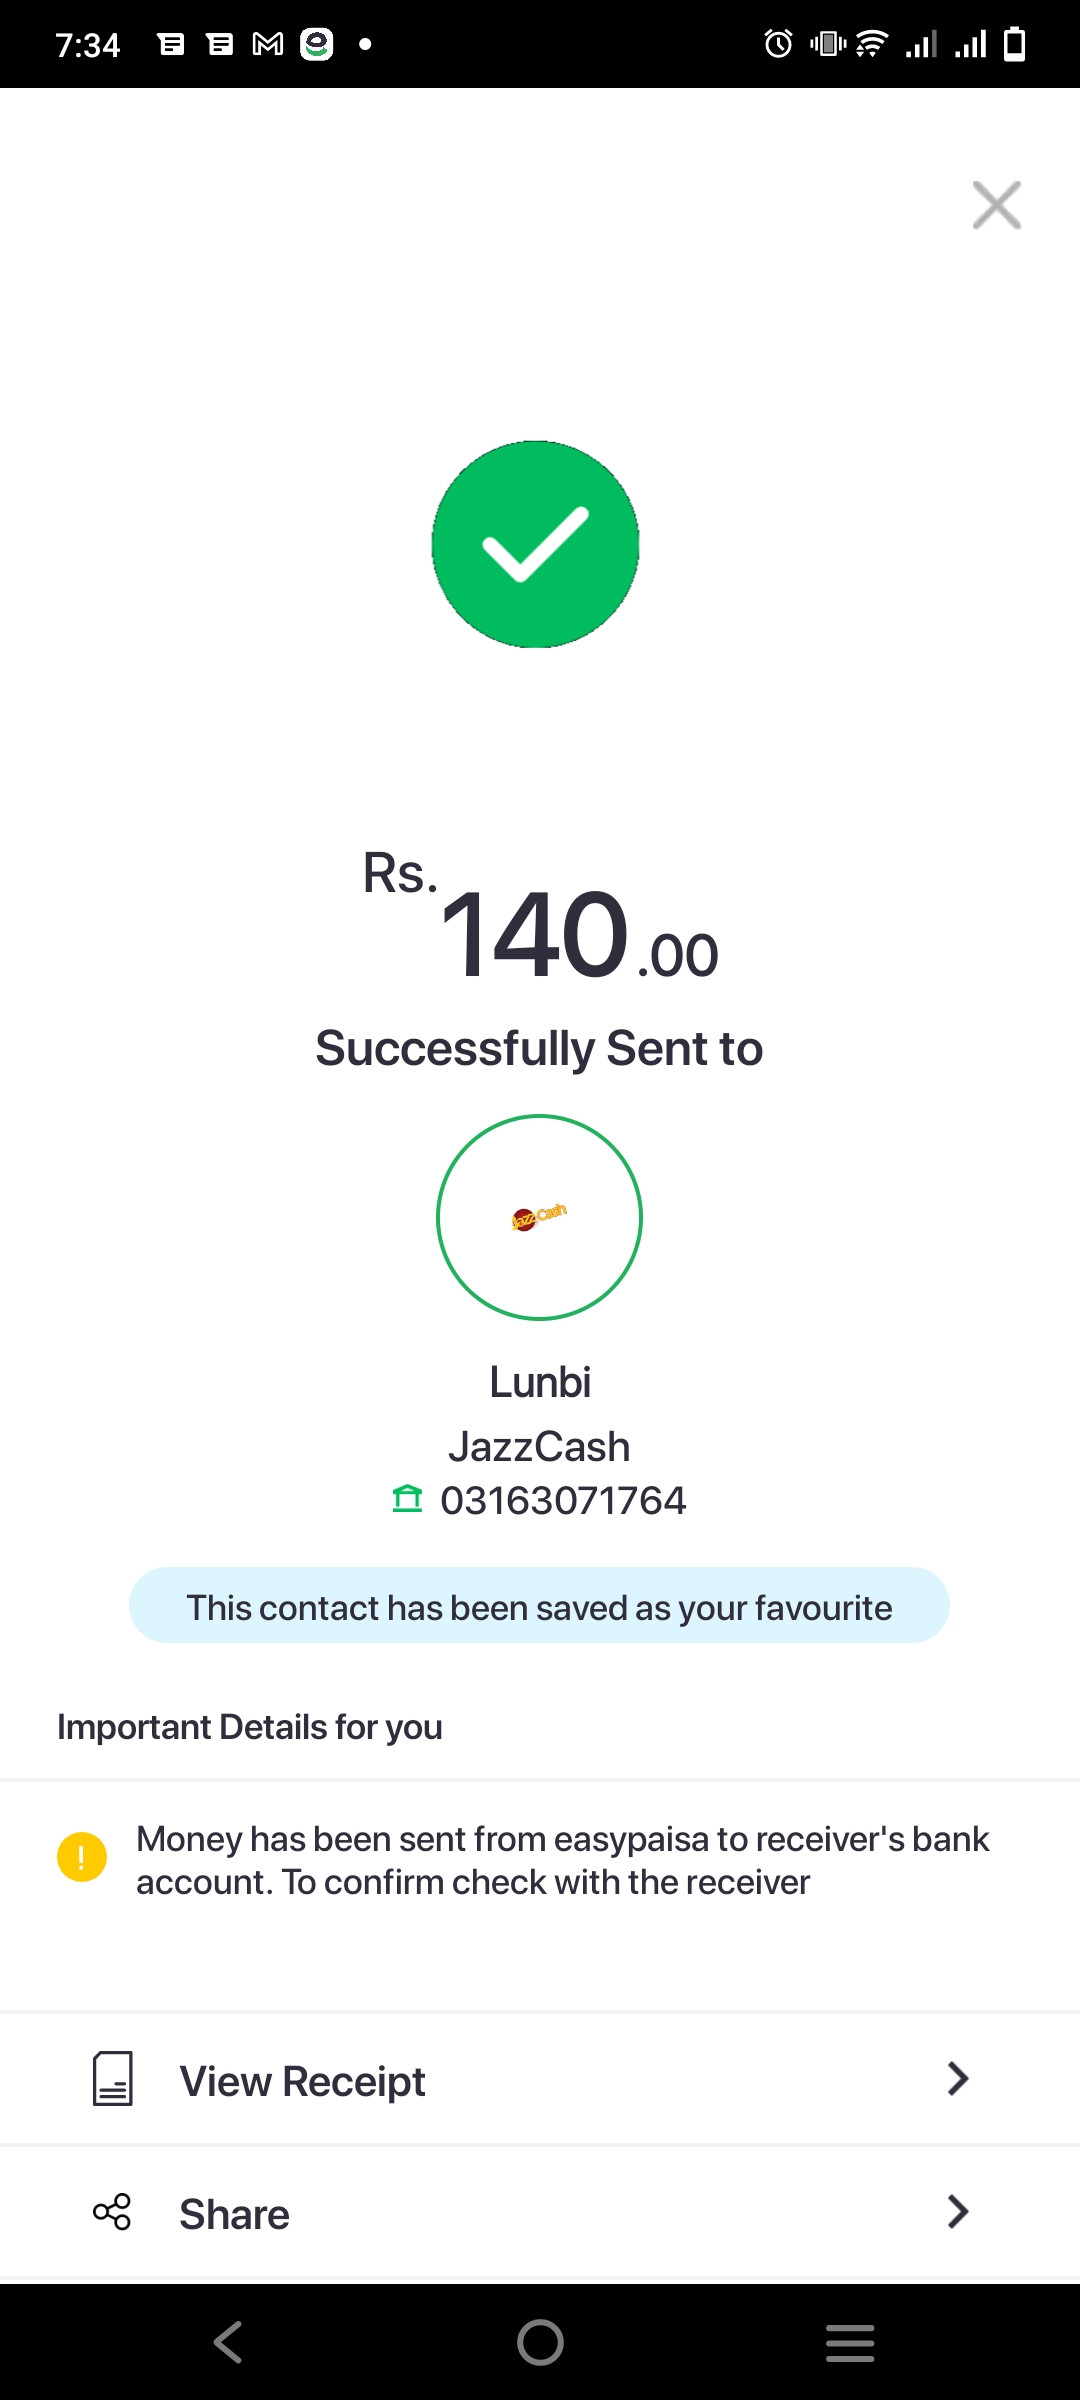 7:34
Rs.140.00
Successfully Sent to
JazzCash
Lunbi
JazzCash
03163071764
This contact has been saved as your favourite
Important Details for you
Money has been sent from easypaisa to receiver's bank
account. To confirm check with the receiver
View Receipt
Share